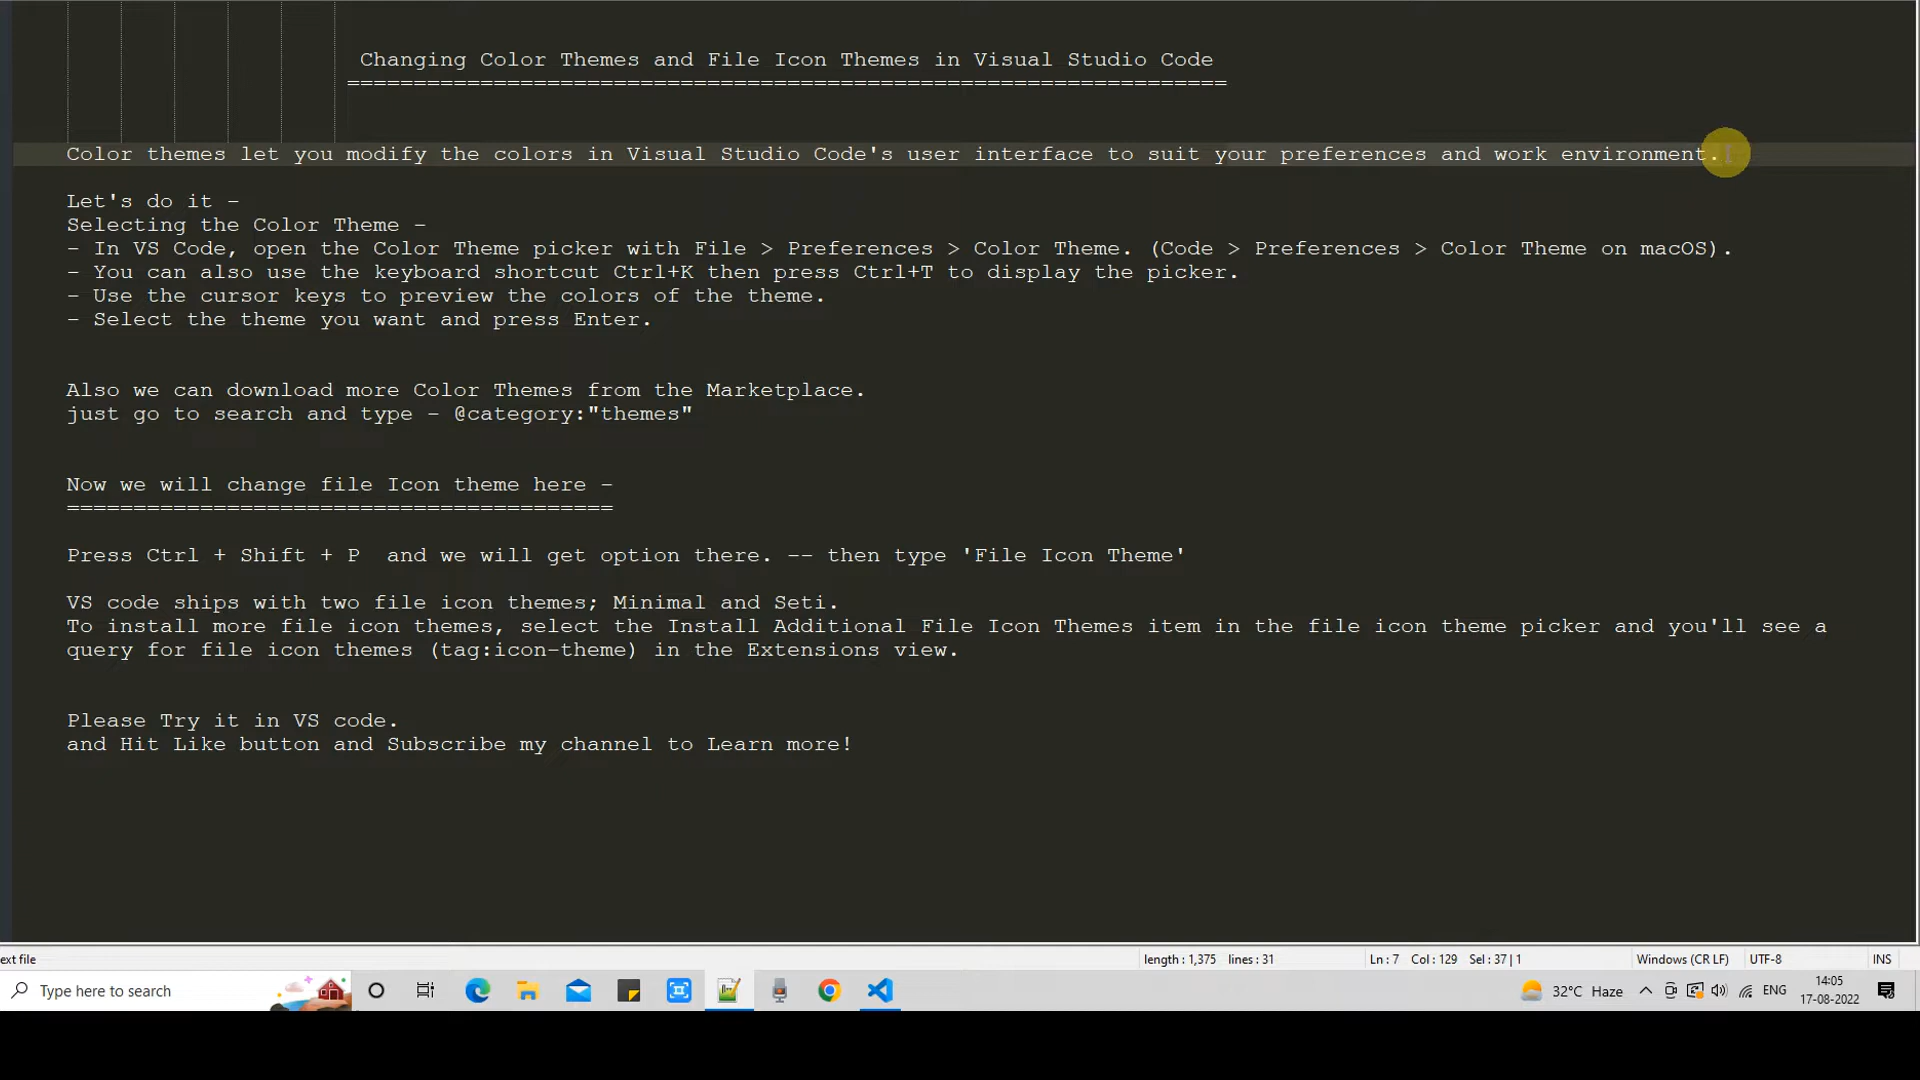 Changing Color Themes and File Icon Themes in Visual Studio Code
==================================================================
Color themes let you modify the colors in Visual Studio Code's user interface to suit your preferences and work environment.
Let's do it -
Selecting the Color Theme -
- In VS Code, open the Color Theme picker with File > Preferences > Color Theme. (Code > Preferences > Color Theme on macOS).
- You can also use the keyboard shortcut Ctrl+K then press Ctrl+T to display the picker.
- Use the cursor keys to preview the colors of the theme.
- Select the theme you want and press Enter.
Also we can download more Color Themes from the Marketplace.
just go to search and type - @category:"themes"
Now we will change file Icon theme here -
=========================================
Press Ctrl + Shift + P  and we will get option there. -- then type 'File Icon Theme'
VS code ships with two file icon themes; Minimal and Seti.
To install more file icon themes, select the Install Additional File Icon Themes item in the file icon theme picker and you'll see a
query for file icon themes (tag:icon-theme) in the Extensions view.
Please Try it in VS code.
and Hit Like button and Subscribe my channel to Learn more!
ext file length : 1,375 lines : 31 Ln : 7 Col : 129 Sel : 37 | 1 Windows (CR LF) UTF-8 INS
Type here to search 32°C Haze ENG 14:05
17-08-2022